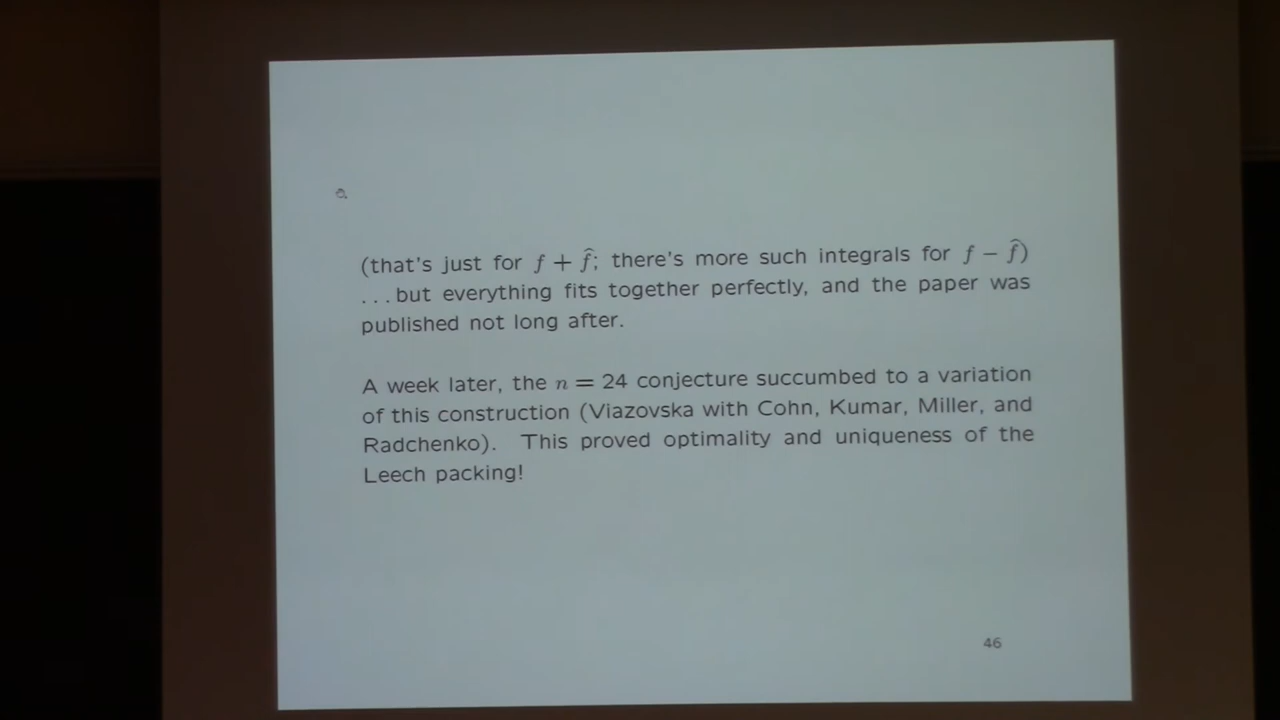 (that's just for f + f̂; there's more such integrals for f − f̂)
...but everything fits together perfectly, and the paper was
published not long after.
A week later, the n = 24 conjecture succumbed to a variation
of this construction (Viazovska with Cohn, Kumar, Miller, and
Radchenko). This proved optimality and uniqueness of the
Leech packing!
46